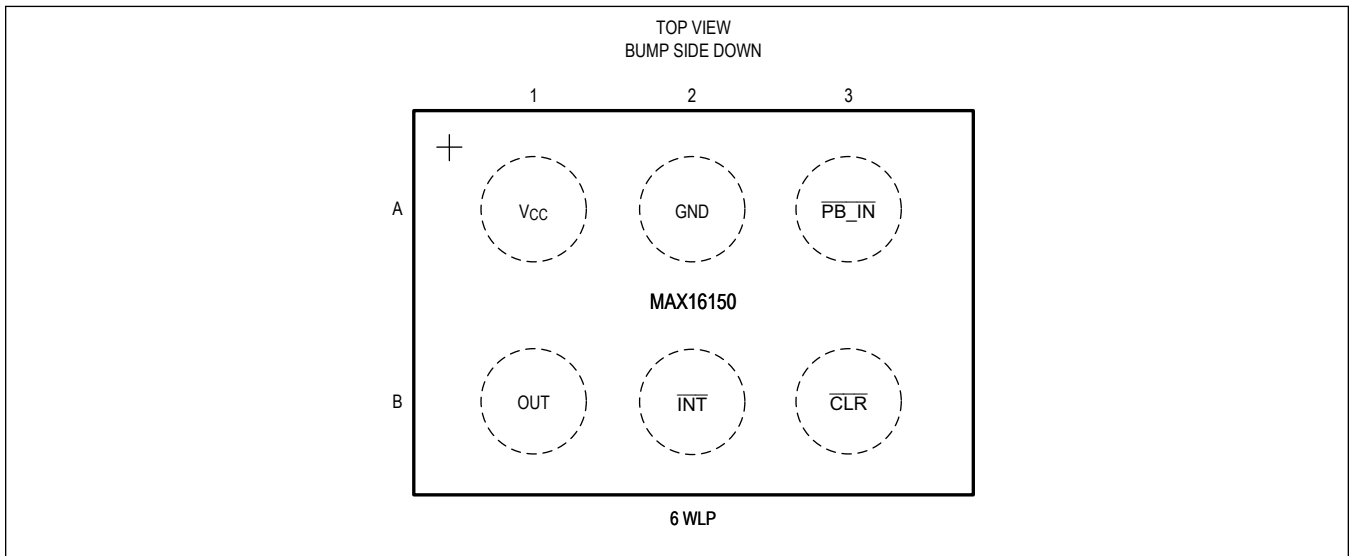 TOP VIEW
BUMP SIDE DOWN
1 2 3
A VCC GND PB_IN
MAX16150
B OUT INT CLR
6 WLP